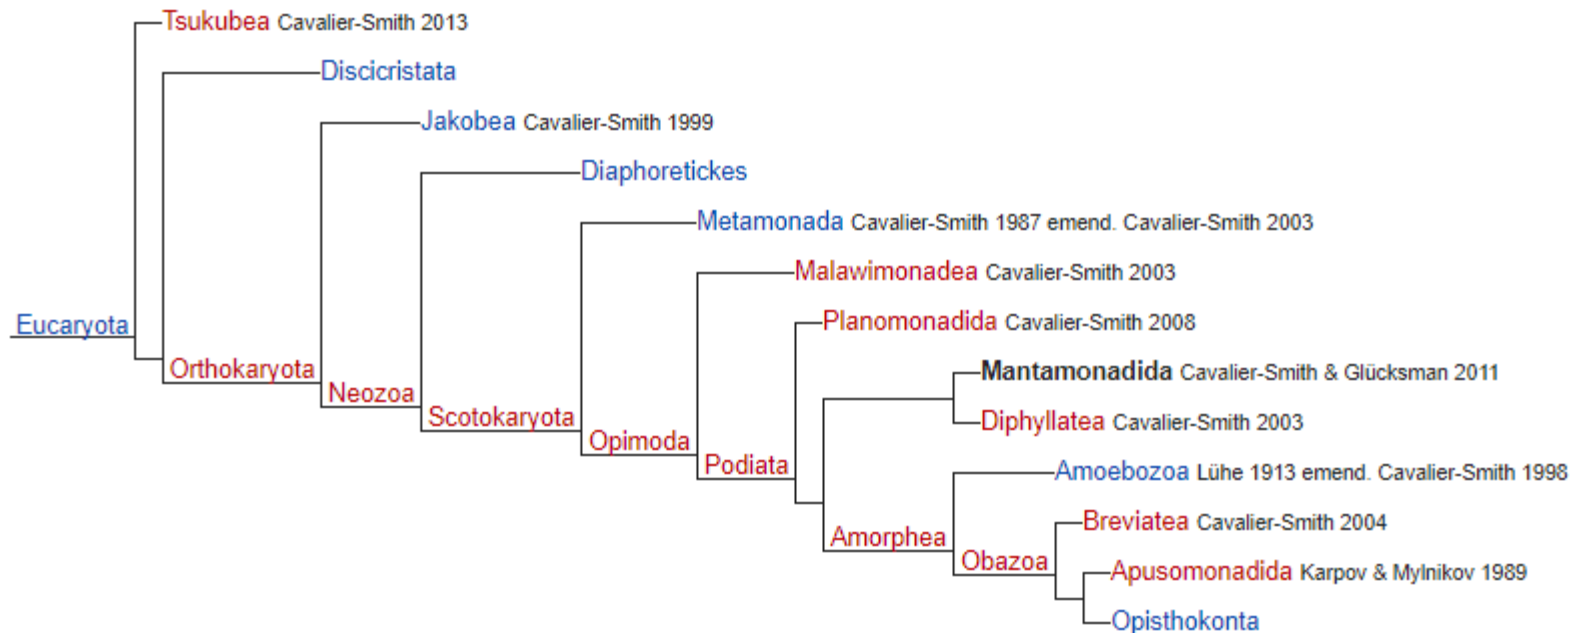 Tsukubea Cavalier-Smith 2013
Discicristata
Jakobea Cavalier-Smith 1999
Diaphoretickes
Metamonada Cavalier-Smith 1987 emend. Cavalier-Smith 2003
Malawimonadea Cavalier-Smith 2003
Eucaryota
Planomonadida Cavalier-Smith 2008
Orthokaryota
Mantamonadida Cavalier-Smith & Glücksman 2011
Neozoa
Scotokaryota
Diphyllatea Cavalier-Smith 2003
Opimoda
Podiata
Amoebozoa Lühe 1913 emend. Cavalier-Smith 1998
Breviatea Cavalier-Smith 2004
Amorphea
Obazoa
Apusomonadida Karpov & Mylnikov 1989
Opisthokonta